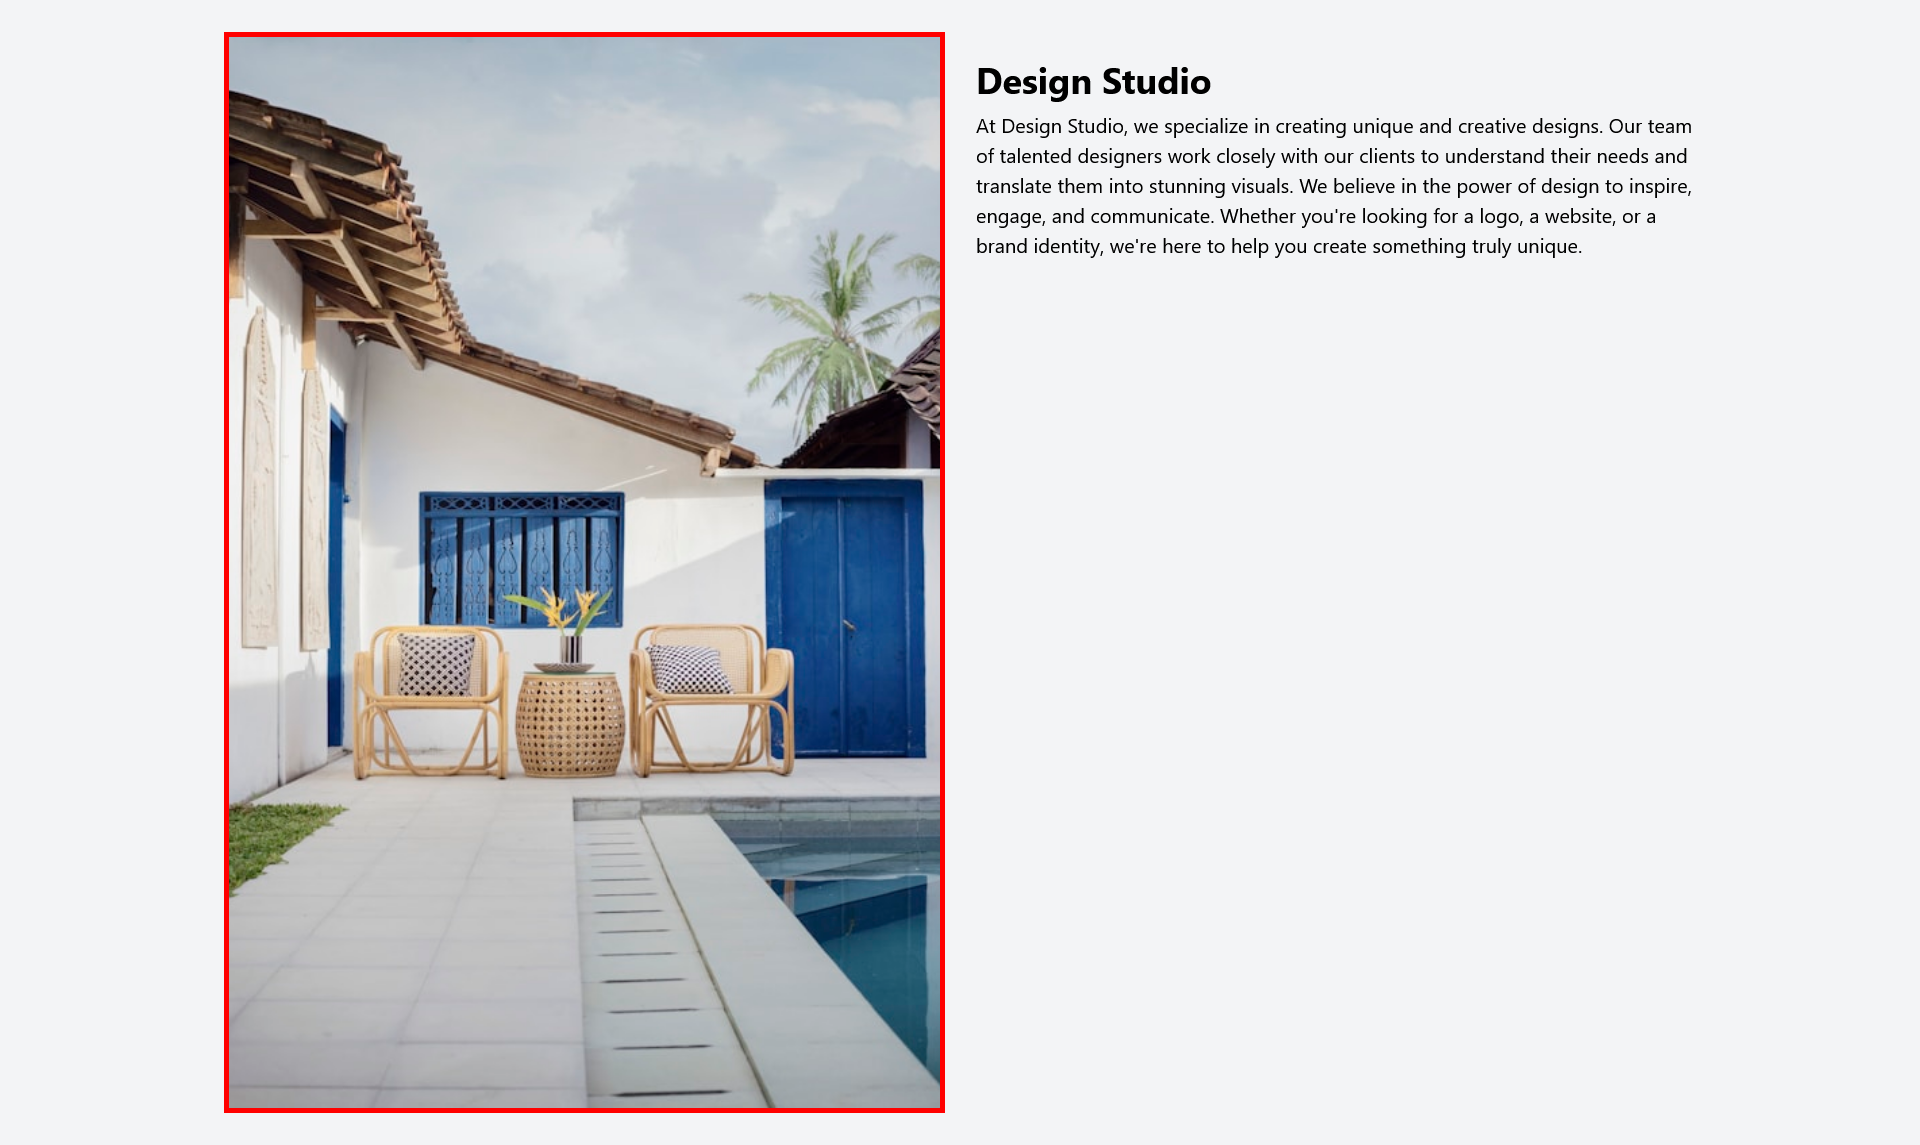 Design Studio
At Design Studio, we specialize in creating unique and creative designs. Our team
of talented designers work closely with our clients to understand their needs and
translate them into stunning visuals. We believe in the power of design to inspire,
engage, and communicate. Whether you're looking for a logo, a website, or a
brand identity, we're here to help you create something truly unique.